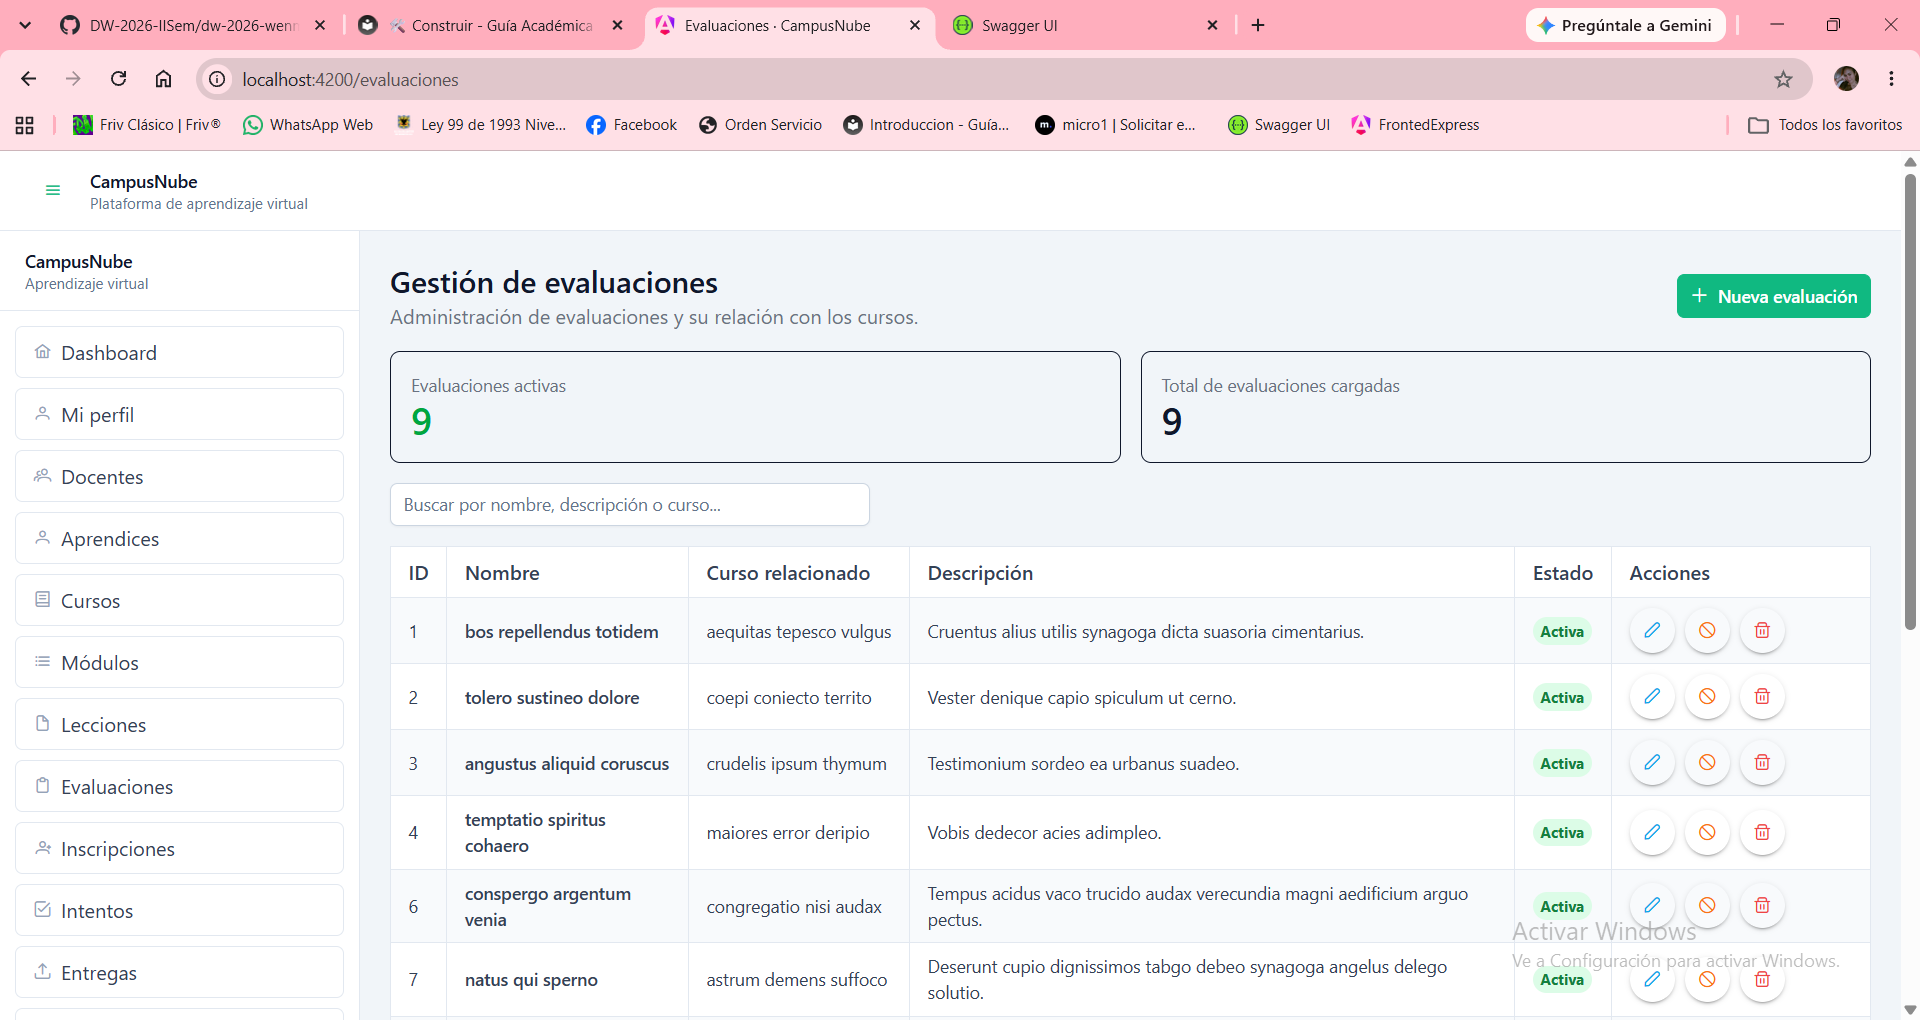 DW-2026-IISem/dw-2026-wenn
Construir - Guía Académica
Evaluaciones · CampusNube
Swagger UI
Pregúntale a Gemini
localhost:4200/evaluaciones
Friv Clásico | Friv®
WhatsApp Web
Ley 99 de 1993 Nive...
Facebook
Orden Servicio
Introduccion - Guía...
m. micro1 | Solicitar e...
Swagger UI
FrontedExpress
Todos los favoritos
CampusNube
Plataforma de aprendizaje virtual
CampusNube
Aprendizaje virtual
Dashboard
Mi perfil
Docentes
Aprendices
Cursos
Módulos
Lecciones
Evaluaciones
Inscripciones
Intentos
Entregas
Gestión de evaluaciones
Administración de evaluaciones y su relación con los cursos.
Nueva evaluación
Evaluaciones activas
9
Total de evaluaciones cargadas
9
Buscar por nombre, descripción o curso...
ID Nombre Curso relacionado Descripción Estado Acciones
1 bos repellendus totidem aequitas tepesco vulgus Cruentus alius utilis synagoga dicta suasoria cimentarius. Activa
2 tolero sustineo dolore coepi coniecto territo Vester denique capio spiculum ut cerno. Activa
3 angustus aliquid coruscus crudelis ipsum thymum Testimonium sordeo ea urbanus suadeo. Activa
4 temptatio spiritus cohaero maiores error deripio Vobis dedecor acies adimpleo. Activa
6 conspergo argentum venia congregatio nisi audax Tempus acidus vaco trucido audax verecundia magni aedificium arguo pectus. Activa
7 natus qui sperno astrum demens suffoco Deserunt cupio dignissimos tabgo debeo synagoga angelus delego solutio. Activa
Activar Windows
Ve a Configuración para activar Windows.